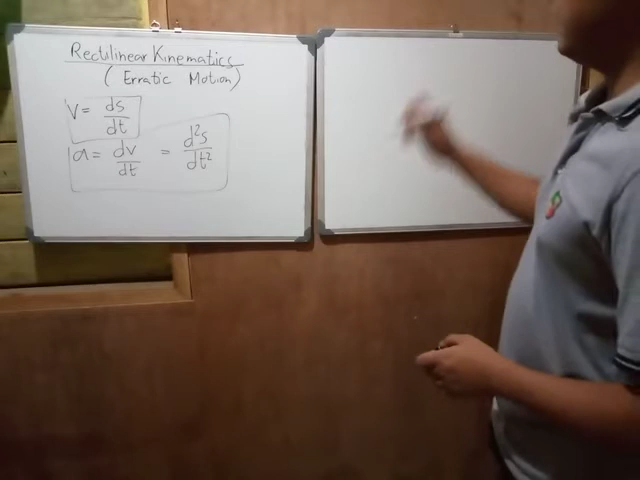 Rectilinear Kinematics
(Erratic Motion)
V = ds/dt
a = dv/dt = d²s/dt²